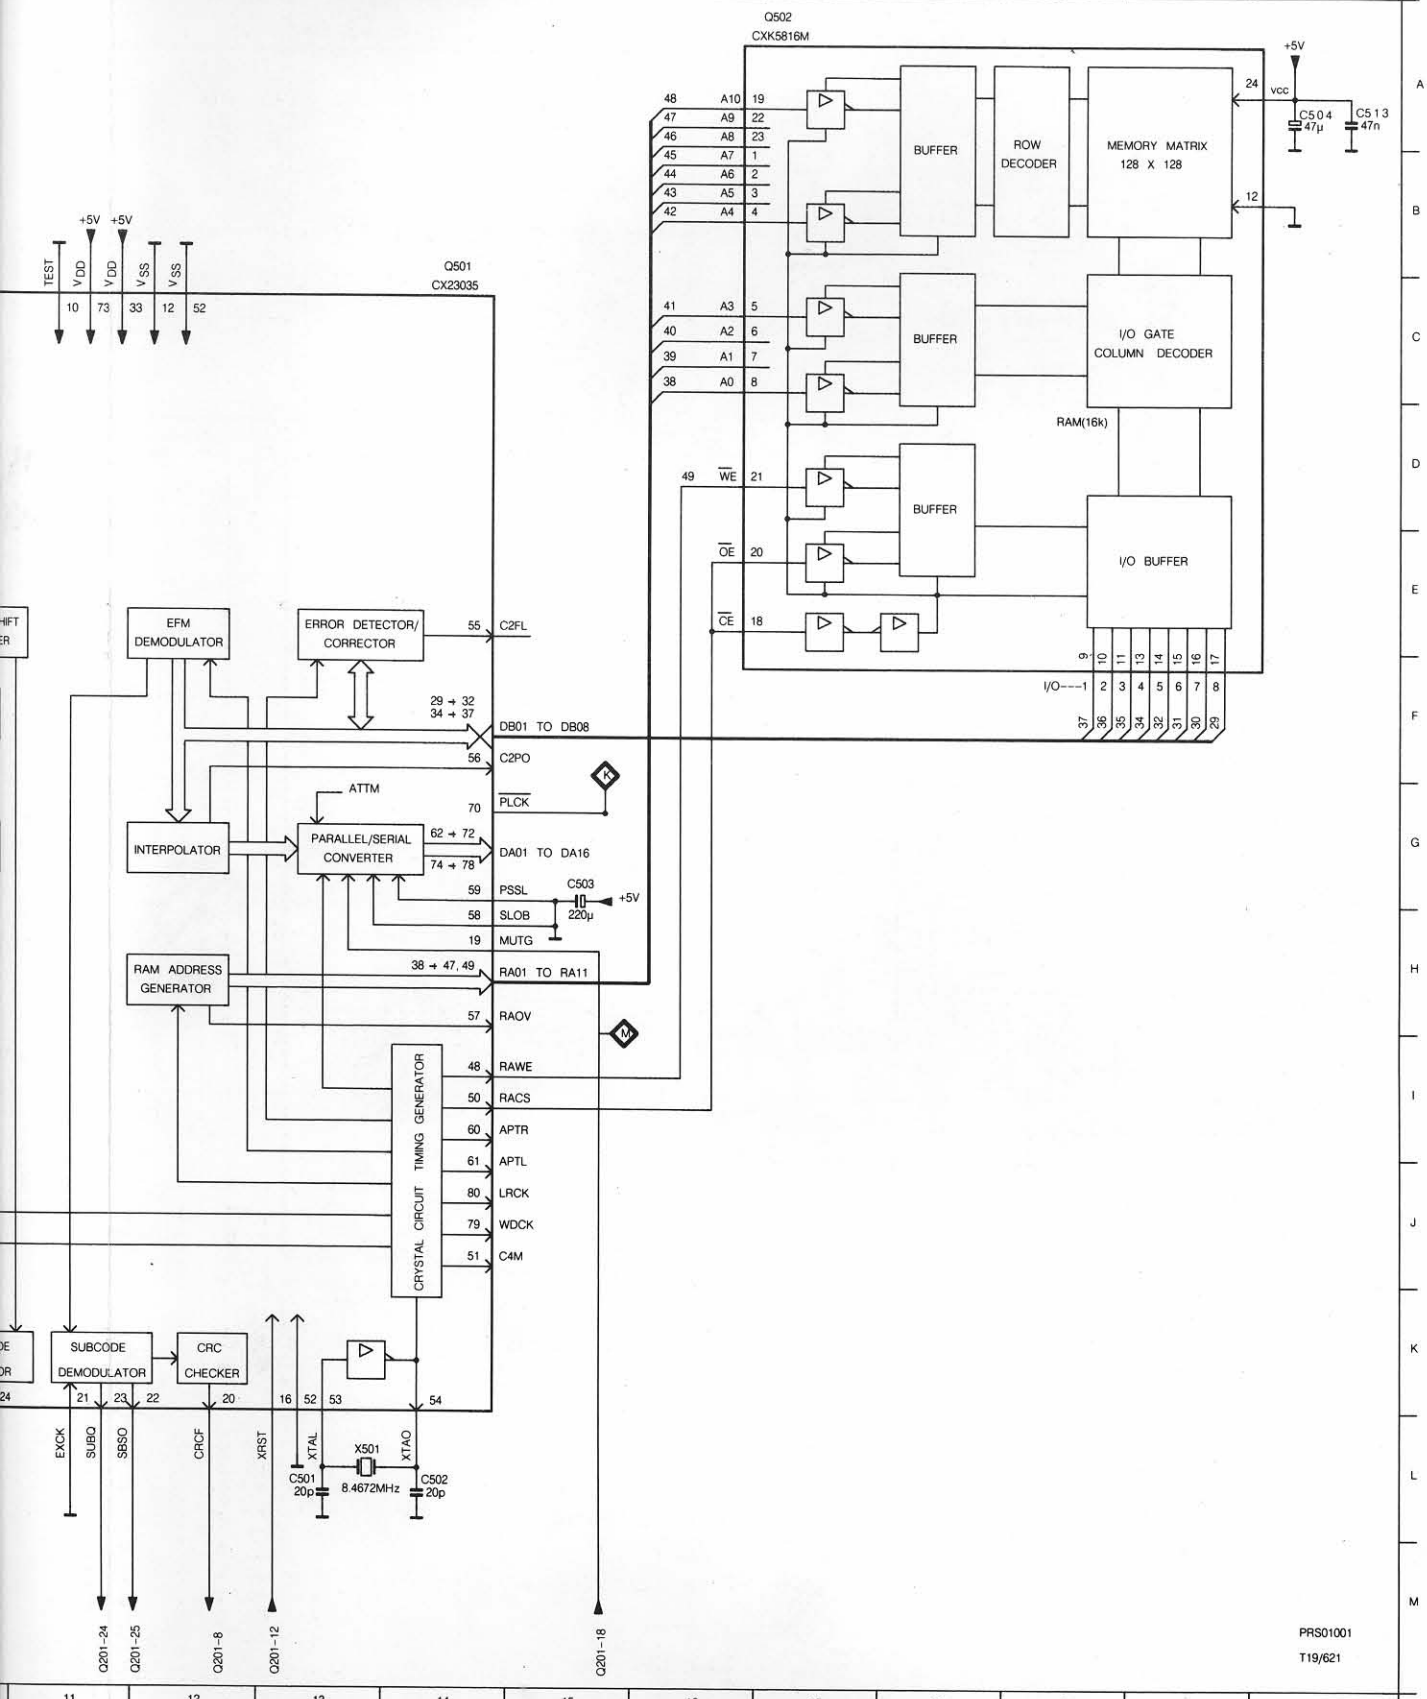 Q502
CXK5816M
+5V
A
48 A10 19
47 A9 22
46 A8 23
45 A7 1
44 A6 2
43 A5 3
42 A4 4
BUFFER
ROW
DECODER
MEMORY MATRIX
128 X 128
24
VCC
C504
47µ
C513
47n
12
B
+5V +5V
TEST
VDD
VDD
VSS
VSS
10 73 33 12 52
Q501
CX23035
41 A3 5
40 A2 6
39 A1 7
38 A0 8
BUFFER
I/O GATE
COLUMN DECODER
C
RAM(16k)
49 WE 21
OE 20
CE 18
BUFFER
I/O BUFFER
D
E
9 10 11 13 14 15 16 17
I/O---1 2 3 4 5 6 7 8
37 36 35 34 32 31 30 29
F
HIFT
ER
EFM
DEMODULATOR
ERROR DETECTOR/
CORRECTOR
55 C2FL
29 → 32
34 → 37
DB01 TO DB08
56 C2PO
K
ATTM
70 PLCK
INTERPOLATOR
PARALLEL/SERIAL
CONVERTER
62 → 72
74 → 78
DA01 TO DA16
G
59 PSSL
C503
220µ
+5V
58 SLOB
19 MUTG
RAM ADDRESS
GENERATOR
38 → 47, 49
RA01 TO RA11
H
57 RAOV
M
CRYSTAL CIRCUIT TIMING GENERATOR
48 RAWE
50 RACS
60 APTR
61 APTL
80 LRCK
79 WDCK
51 C4M
I
J
DE
OR
SUBCODE
DEMODULATOR
CRC
CHECKER
K
24 21 23 22 20 16 52 53 54
EXCK
SUBQ
SBSO
CRCF
XRST
XTAL
XTAO
X501
8.4672MHz
C501
20p
C502
20p
L
Q201-24
Q201-25
Q201-8
Q201-12
Q201-18
M
PRS01001
T19/621
11 12 13 14